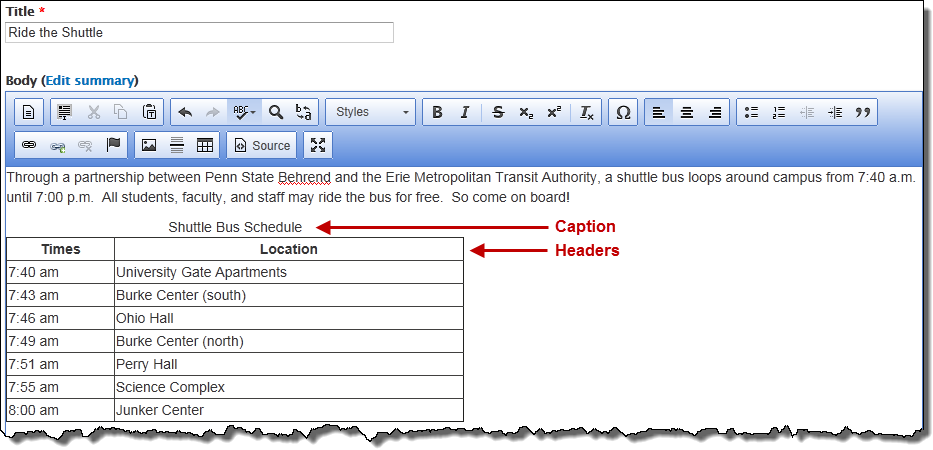 Title *
Ride the Shuttle
Body (Edit summary)
ABC Styles B I S x₂ x² Iₓ Ω
Source
Through a partnership between Penn State Behrend and the Erie Metropolitan Transit Authority, a shuttle bus loops around campus from 7:40 a.m.
until 7:00 p.m.  All students, faculty, and staff may ride the bus for free.  So come on board!
Shuttle Bus Schedule Caption
Times Location Headers
7:40 am University Gate Apartments
7:43 am Burke Center (south)
7:46 am Ohio Hall
7:49 am Burke Center (north)
7:51 am Perry Hall
7:55 am Science Complex
8:00 am Junker Center